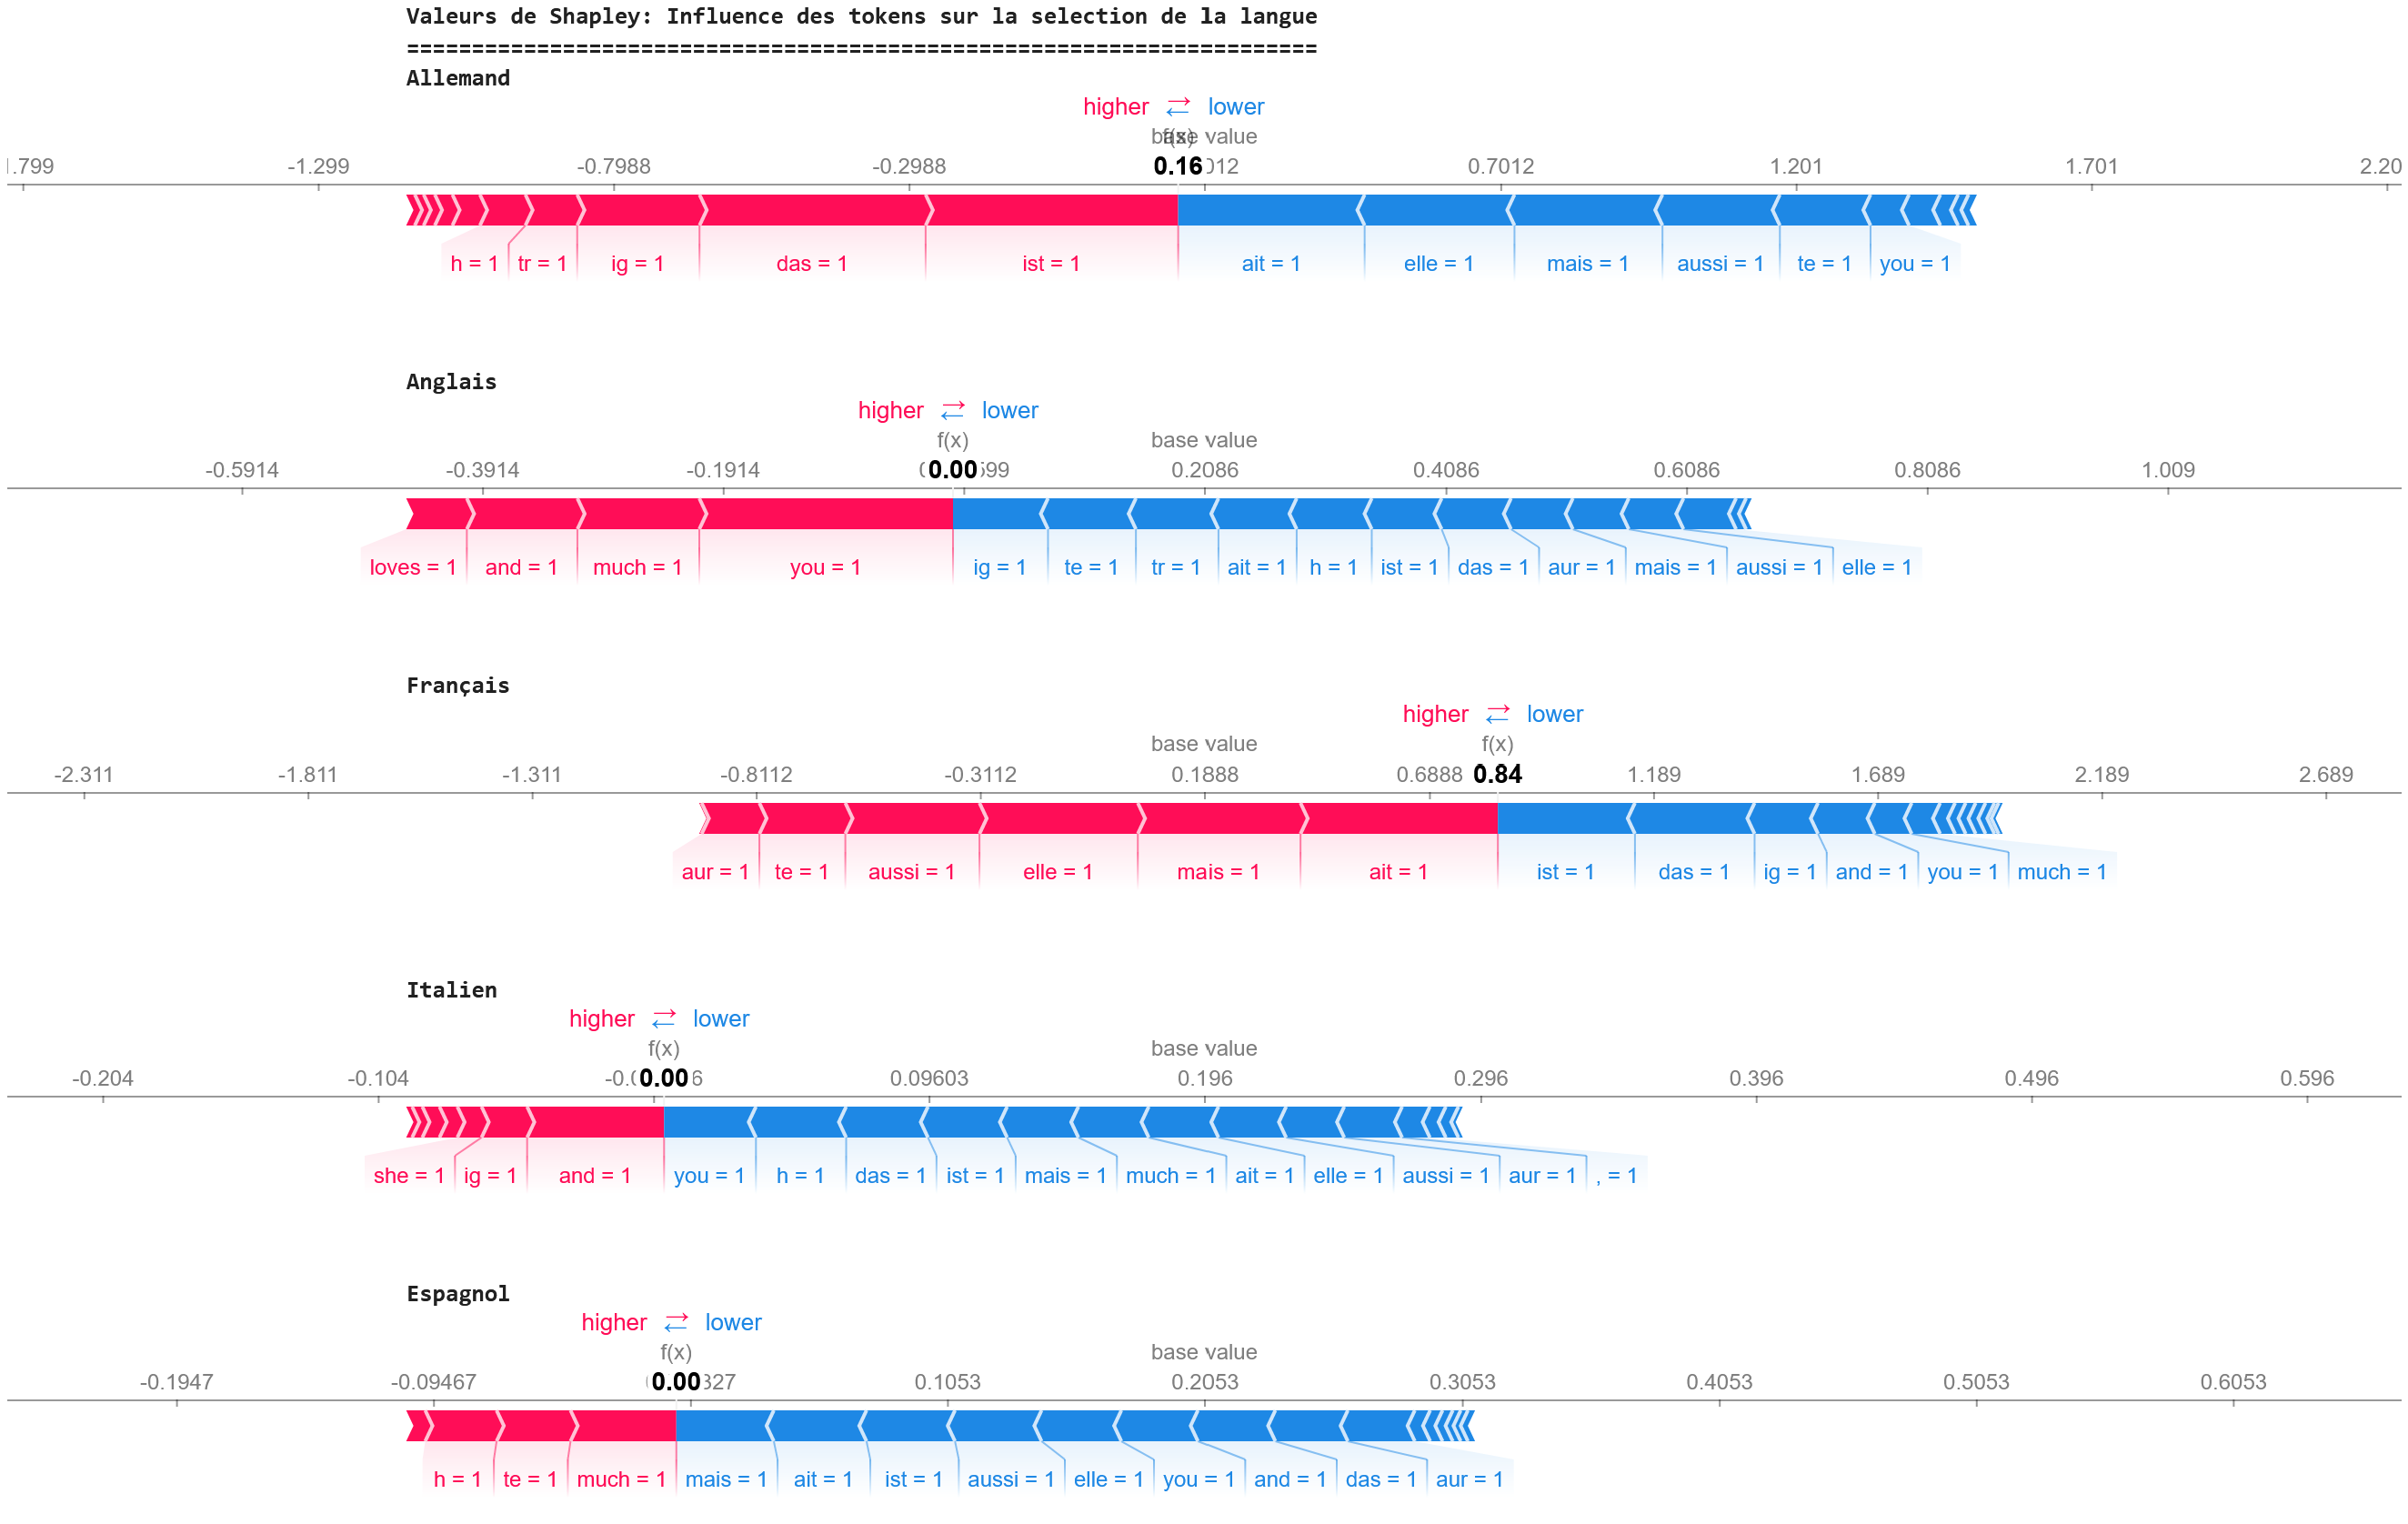 Valeurs de Shapley: Influence des tokens sur la selection de la langue
======================================================================
Allemand
higher ⇄ lower
base value
-1.299 -0.7988 -0.2988 0.16 0.7012 1.201 1.701
h = 1 tr = 1 ig = 1 das = 1 ist = 1 ait = 1 elle = 1 mais = 1 aussi = 1 te = 1 you = 1
Anglais
higher ⇄ lower
f(x) base value
-0.5914 -0.3914 -0.1914 0.00 0.2086 0.4086 0.6086 0.8086 1.009
loves = 1 and = 1 much = 1 you = 1 ig = 1 te = 1 tr = 1 ait = 1 h = 1 ist = 1 das = 1 aur = 1 mais = 1 aussi = 1 elle = 1
Français
higher ⇄ lower
base value f(x)
-2.311 -1.811 -1.311 -0.8112 -0.3112 0.1888 0.6888 0.84 1.189 1.689 2.189 2.689
aur = 1 te = 1 aussi = 1 elle = 1 mais = 1 ait = 1 ist = 1 das = 1 ig = 1 and = 1 you = 1 much = 1
Italien
higher ⇄ lower
f(x) base value
-0.204 -0.104 0.00 0.09603 0.196 0.296 0.396 0.496 0.596
she = 1 ig = 1 and = 1 you = 1 h = 1 das = 1 ist = 1 mais = 1 much = 1 ait = 1 elle = 1 aussi = 1 aur = 1 , = 1
Espagnol
higher ⇄ lower
f(x) base value
-0.1947 -0.09467 0.00 0.1053 0.2053 0.3053 0.4053 0.5053 0.6053
h = 1 te = 1 much = 1 mais = 1 ait = 1 ist = 1 aussi = 1 elle = 1 you = 1 and = 1 das = 1 aur = 1